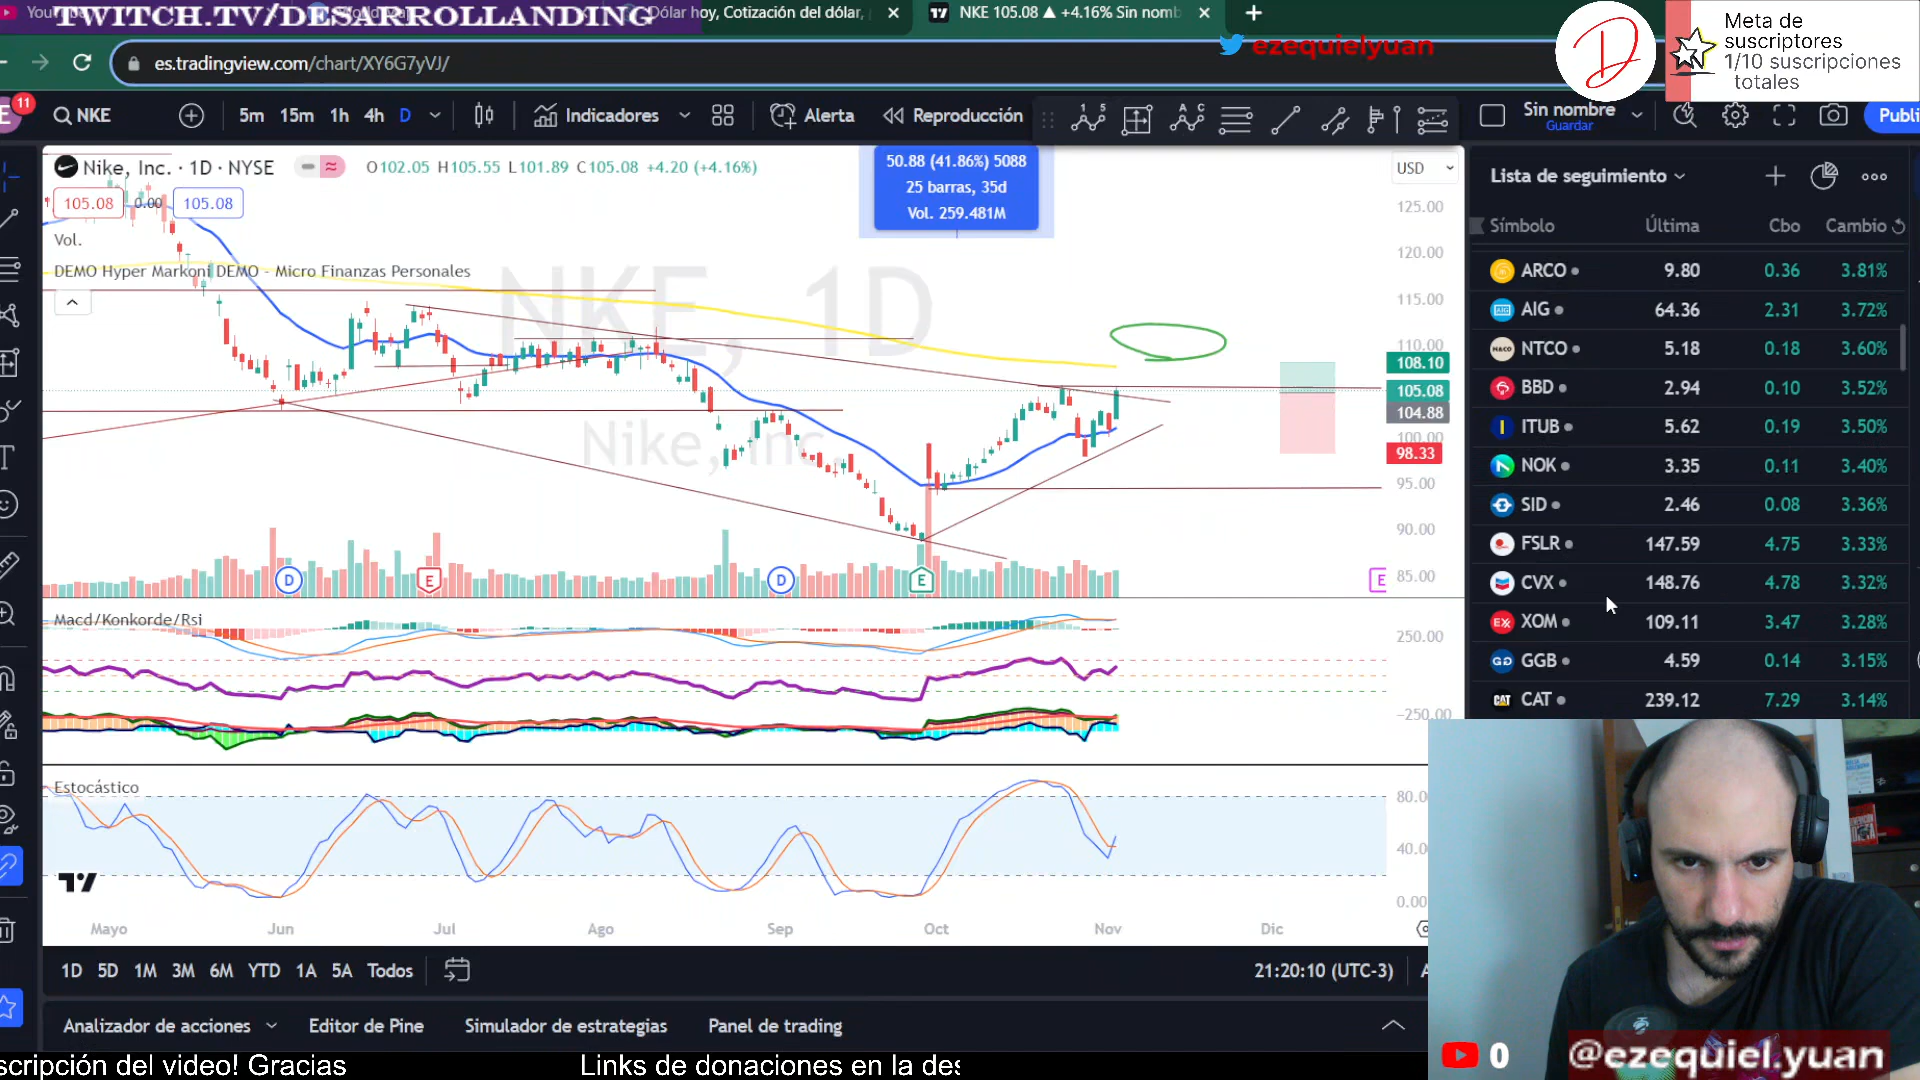 YouTube
TWITCH.TV/DESARROLLANDING
Dólar hoy, Cotización del dólar,
NKE 105.08 ▲ +4.16% Sin nomb
ezequielyuan
es.tradingview.com/chart/XY6G7yVJ/
D
Meta de
suscriptores
1/10 suscripciones
totales
11
E
NKE
5m 15m 1h 4h D
Indicadores
Alerta
Reproducción
Sin nombre
Guardar
Publi
Nike, Inc. · 1D · NYSE
O102.05 H105.55 L101.89 C105.08 +4.20 (+4.16%)
105.08 0.00 105.08
Vol.
DEMO Hyper Markoni DEMO - Micro Finanzas Personales
50.88 (41.86%) 5088
25 barras, 35d
Vol. 259.481M
NKE, 1D
Nike, Inc.
USD
125.00
120.00
115.00
110.00
108.10
105.08
104.88
100.00
98.33
95.00
90.00
85.00
D E D E E
Macd/Konkorde/Rsi
250.00
−250.00
Estocástico
80.0
40.0
0.00
Mayo Jun Jul Ago Sep Oct Nov Dic
1D 5D 1M 3M 6M YTD 1A 5A Todos
21:20:10 (UTC-3)
Analizador de acciones Editor de Pine Simulador de estrategias Panel de trading
Lista de seguimiento
Símbolo Última Cbo Cambio
ARCO 9.80 0.36 3.81%
AIG 64.36 2.31 3.72%
NTCO 5.18 0.18 3.60%
BBD 2.94 0.10 3.52%
ITUB 5.62 0.19 3.50%
NOK 3.35 0.11 3.40%
SID 2.46 0.08 3.36%
FSLR 147.59 4.75 3.33%
CVX 148.76 4.78 3.32%
XOM 109.11 3.47 3.28%
GGB 4.59 0.14 3.15%
CAT 239.12 7.29 3.14%
scripción del video! Gracias
Links de donaciones en la des
0
@ezequiel.yuan